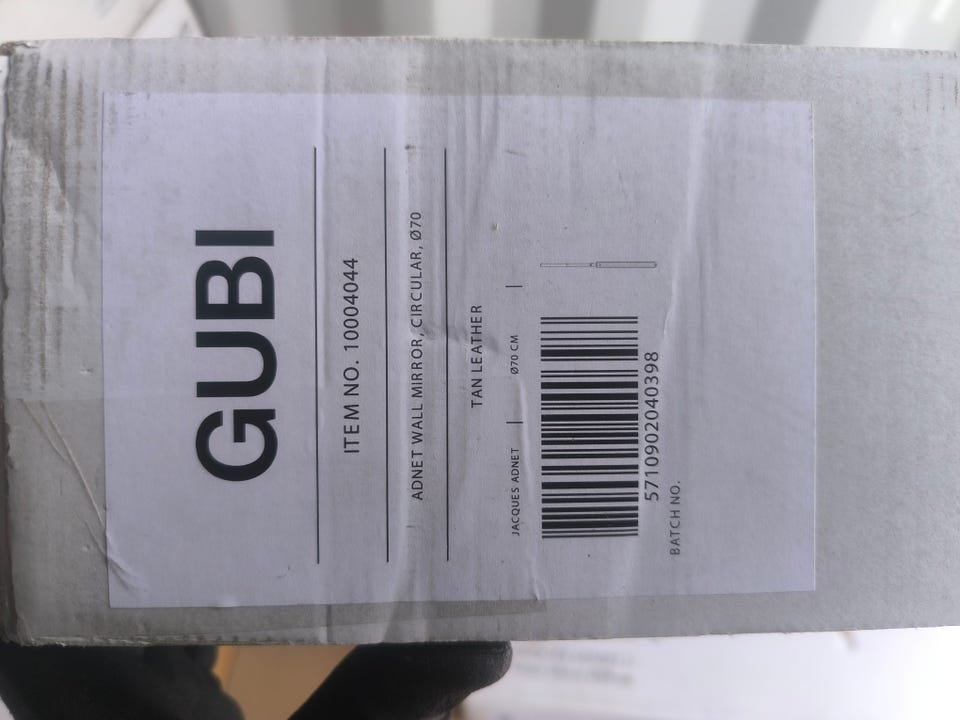 GUBI
ITEM NO. 10004044
ADNET WALL MIRROR, CIRCULAR, Ø70
TAN LEATHER
JACQUES ADNET | Ø70 CM |
5710902040398
BATCH NO.